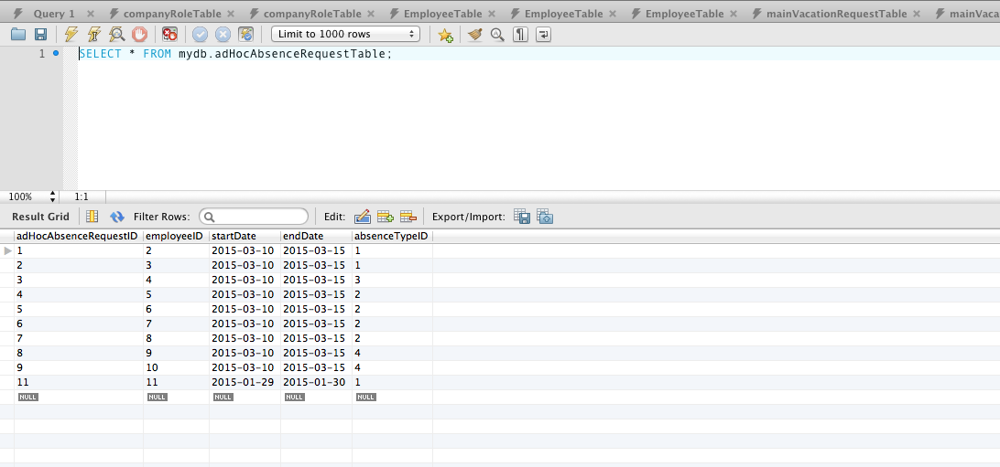 Query 1 companyRoleTable companyRoleTable EmployeeTable EmployeeTable EmployeeTable mainVacationRequestTable mainVac
Limit to 1000 rows
1 SELECT * FROM mydb.adHocAbsenceRequestTable;
100% 1:1
Result Grid Filter Rows: Edit: Export/Import:
adHocAbsenceRequestID employeeID startDate endDate absenceTypeID
1 2 2015-03-10 2015-03-15 1
2 3 2015-03-10 2015-03-15 1
3 4 2015-03-10 2015-03-15 3
4 5 2015-03-10 2015-03-15 2
5 6 2015-03-10 2015-03-15 2
6 7 2015-03-10 2015-03-15 2
7 8 2015-03-10 2015-03-15 2
8 9 2015-03-10 2015-03-15 4
9 10 2015-03-10 2015-03-15 4
11 11 2015-01-29 2015-01-30 1
NULL NULL NULL NULL NULL